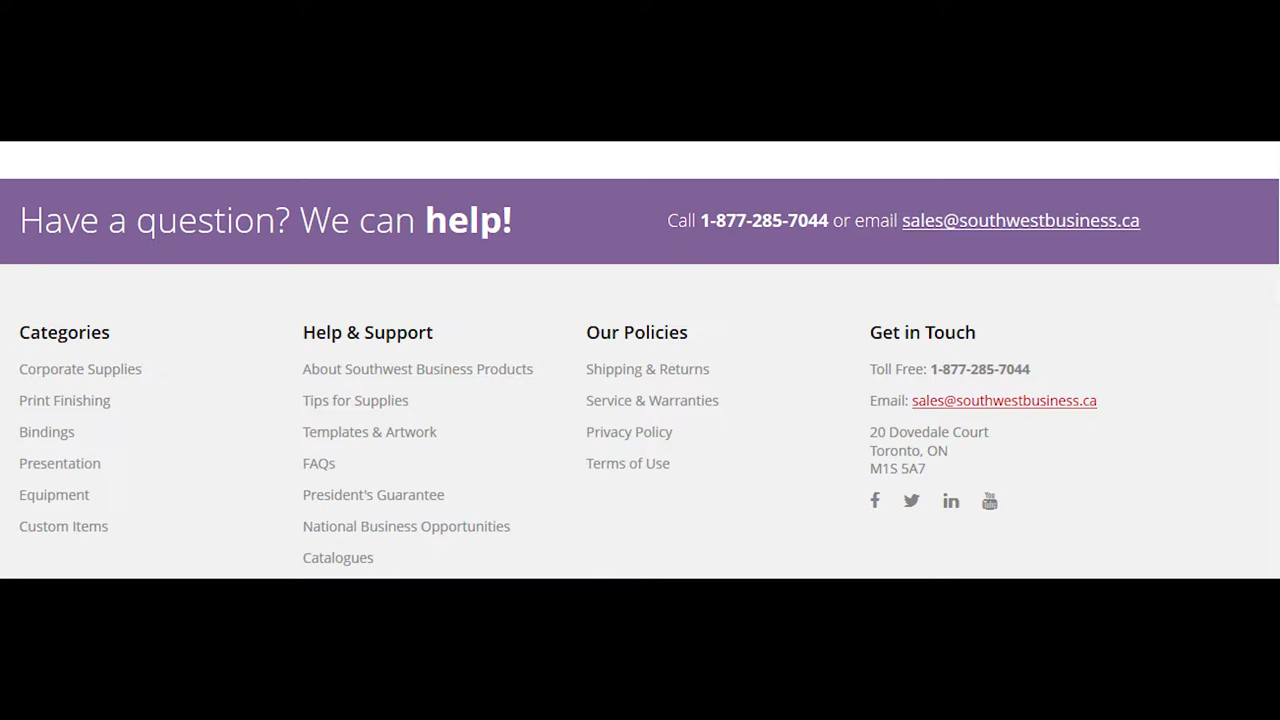 Have a question? We can help!
Call 1-877-285-7044 or email sales@southwestbusiness.ca
Categories
Corporate Supplies
Print Finishing
Bindings
Presentation
Equipment
Custom Items
Help & Support
About Southwest Business Products
Tips for Supplies
Templates & Artwork
FAQs
President's Guarantee
National Business Opportunities
Catalogues
Our Policies
Shipping & Returns
Service & Warranties
Privacy Policy
Terms of Use
Get in Touch
Toll Free: 1-877-285-7044
Email: sales@southwestbusiness.ca
20 Dovedale Court
Toronto, ON
M1S 5A7